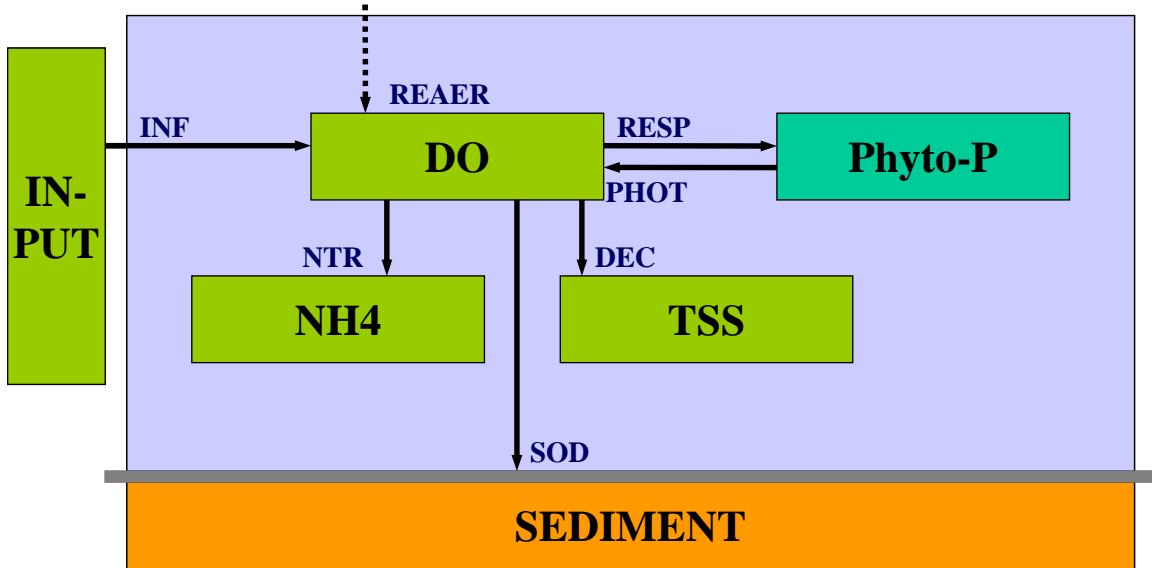 REAER
INF
DO
RESP
Phyto-P
PHOT
IN-
PUT
NTR
DEC
NH4
TSS
SOD
SEDIMENT